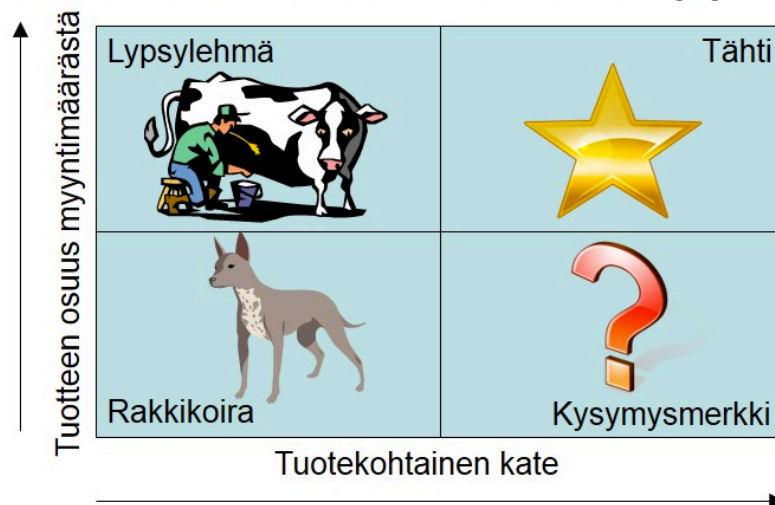 Lypsylehmä
Tähti
Tuotteen osuus myyntimäärästä
Rakkikoira
Kysymysmerkki
Tuotekohtainen kate